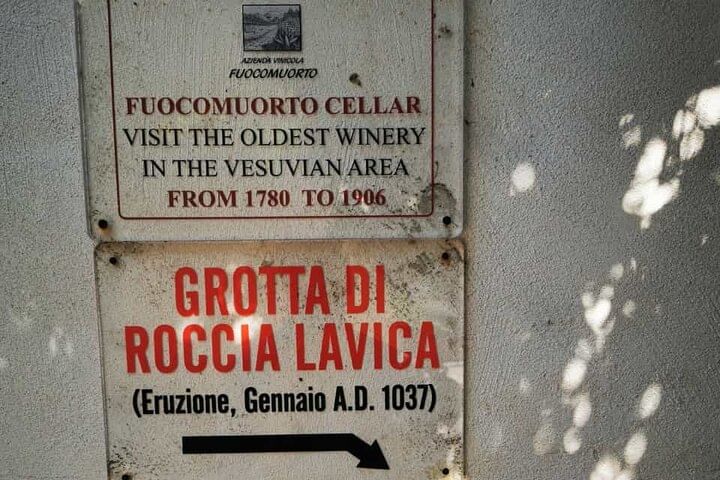 AZIENDA VINICOLA
FUOCOMUORTO
FUOCOMUORTO CELLAR
VISIT THE OLDEST WINERY
IN THE VESUVIAN AREA
FROM 1780 TO 1906
GROTTA DI
ROCCIA LAVICA
(Eruzione, Gennaio A.D. 1037)